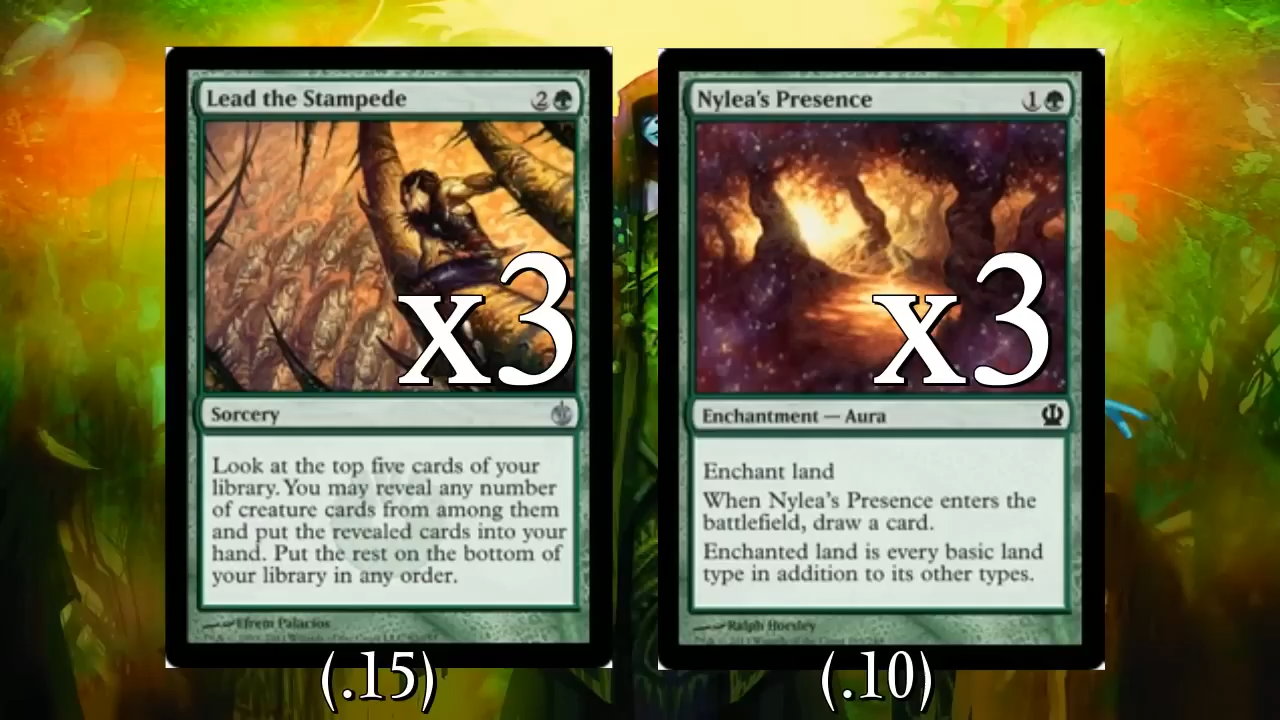 Lead the Stampede 2
x3
Sorcery
Look at the top five cards of your
library. You may reveal any number
of creature cards from among them
and put the revealed cards into your
hand. Put the rest on the bottom of
your library in any order.
Efrem Palacios
(.15)
Nylea's Presence 1
x3
Enchantment — Aura
Enchant land
When Nylea's Presence enters the
battlefield, draw a card.
Enchanted land is every basic land
type in addition to its other types.
Ralph Horsley
(.10)